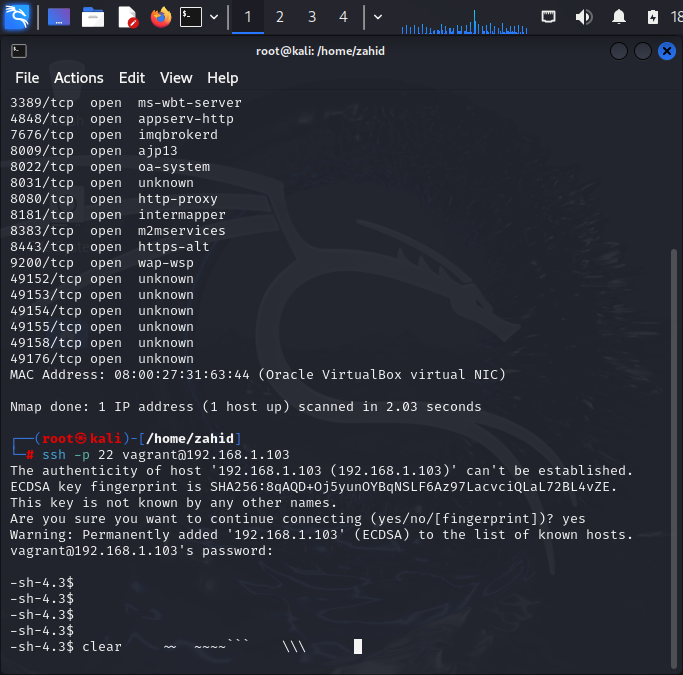 1 2 3 4 18
root@kali: /home/zahid
File Actions Edit View Help
3389/tcp open ms-wbt-server
4848/tcp open appserv-http
7676/tcp open imqbrokerd
8009/tcp open ajp13
8022/tcp open oa-system
8031/tcp open unknown
8080/tcp open http-proxy
8181/tcp open intermapper
8383/tcp open m2mservices
8443/tcp open https-alt
9200/tcp open wap-wsp
49152/tcp open unknown
49153/tcp open unknown
49154/tcp open unknown
49155/tcp open unknown
49158/tcp open unknown
49176/tcp open unknown
MAC Address: 08:00:27:31:63:44 (Oracle VirtualBox virtual NIC)
Nmap done: 1 IP address (1 host up) scanned in 2.03 seconds
┌──(root㉿kali)-[/home/zahid]
└─# ssh -p 22 vagrant@192.168.1.103
The authenticity of host '192.168.1.103 (192.168.1.103)' can't be established.
ECDSA key fingerprint is SHA256:8qAQD+Oj5yunOYBqNSLF6Az97LacvciQLaL72BL4vZE.
This key is not known by any other names.
Are you sure you want to continue connecting (yes/no/[fingerprint])? yes
Warning: Permanently added '192.168.1.103' (ECDSA) to the list of known hosts.
vagrant@192.168.1.103's password:
-sh-4.3$
-sh-4.3$
-sh-4.3$
-sh-4.3$
-sh-4.3$ clear ~~ ~~~~``` \\\